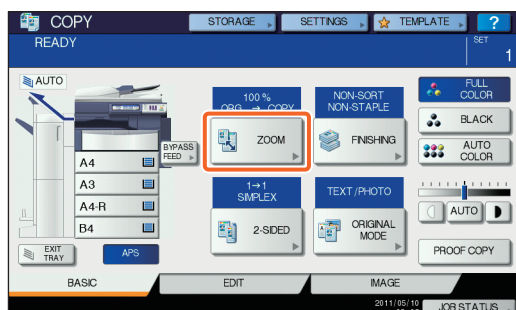 COPY
STORAGE
SETTINGS
TEMPLATE
?
READY
SET
1
AUTO
A4
A3
A4-R
B4
BYPASS
FEED
EXIT
TRAY
APS
100 %
ORG. → COPY
ZOOM
NON-SORT
NON-STAPLE
FINISHING
1→1
SIMPLEX
2-SIDED
TEXT/PHOTO
ORIGINAL
MODE
FULL
COLOR
BLACK
AUTO
COLOR
AUTO
PROOF COPY
BASIC
EDIT
IMAGE
2011/05/10
JOB STATUS